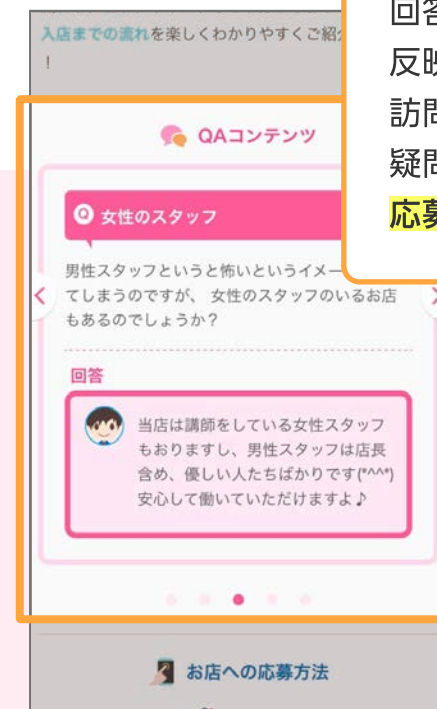 入店までの流れを楽しくわかりやすくご紹
！
回答
反映
訪問
疑問
応募
QAコンテンツ
Q 女性のスタッフ
男性スタッフというと怖いというイメー
てしまうのですが、 女性のスタッフのいるお店
もあるのでしょうか？
回答
当店は講師をしている女性スタッフ
もおりますし、男性スタッフは店長
含め、優しい人たちばかりです(*^^*)
安心して働いていただけますよ♪
お店への応募方法